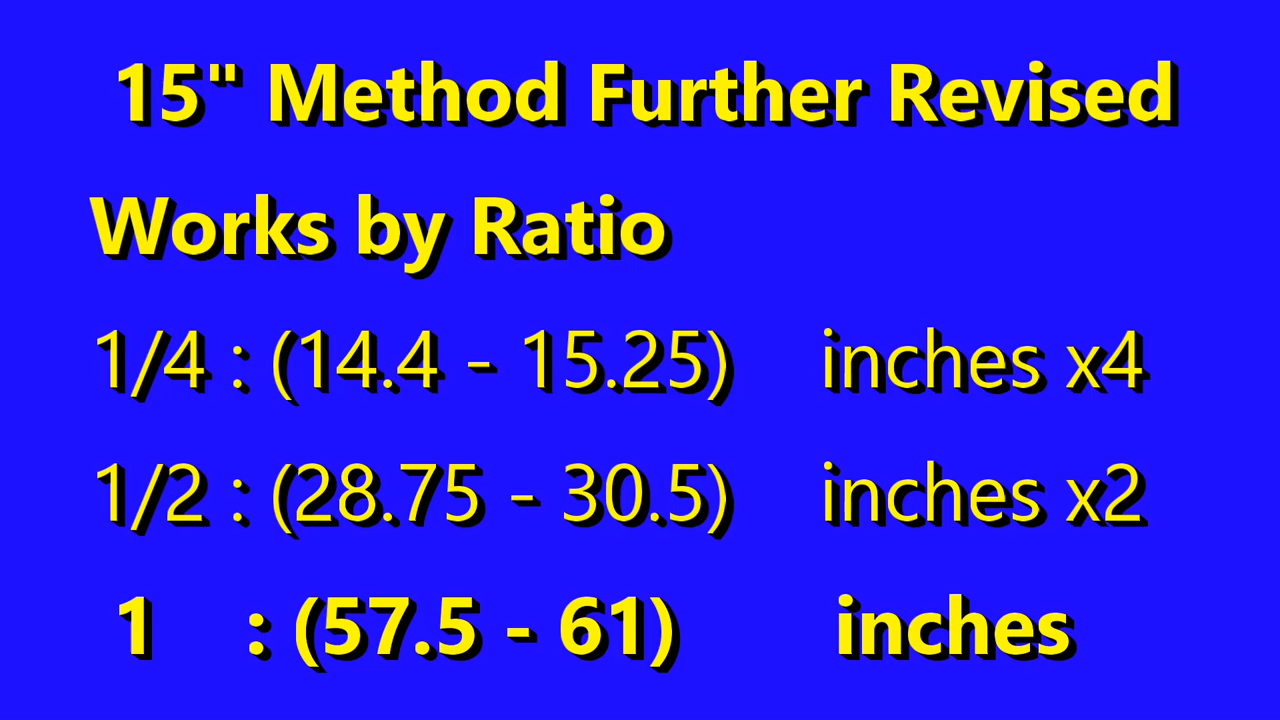 15" Method Further Revised
Works by Ratio
1/4 : (14.4 - 15.25) inches x4
1/2 : (28.75 - 30.5) inches x2
1 : (57.5 - 61) inches